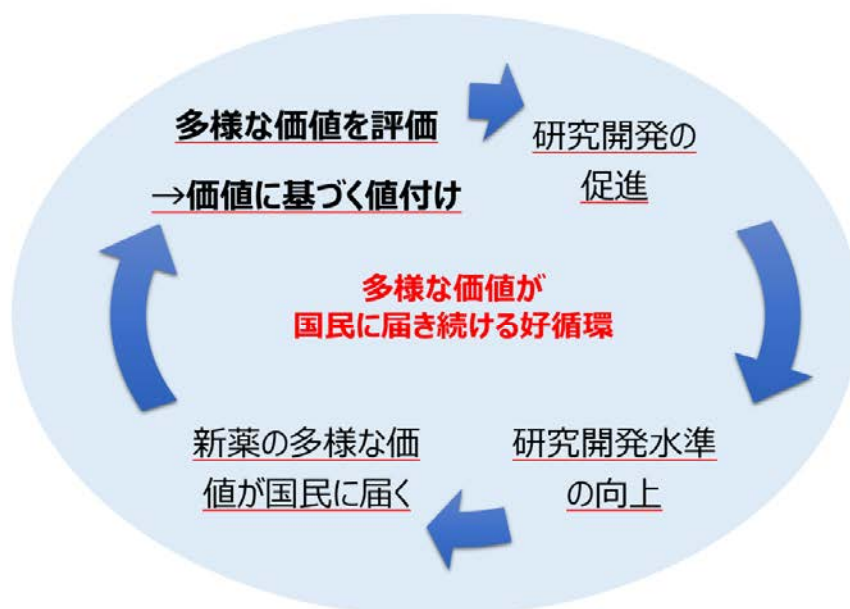 多様な価値を評価
→価値に基づく値付け
研究開発の
促進
多様な価値が
国民に届き続ける好循環
研究開発水準
の向上
新薬の多様な価
値が国民に届く